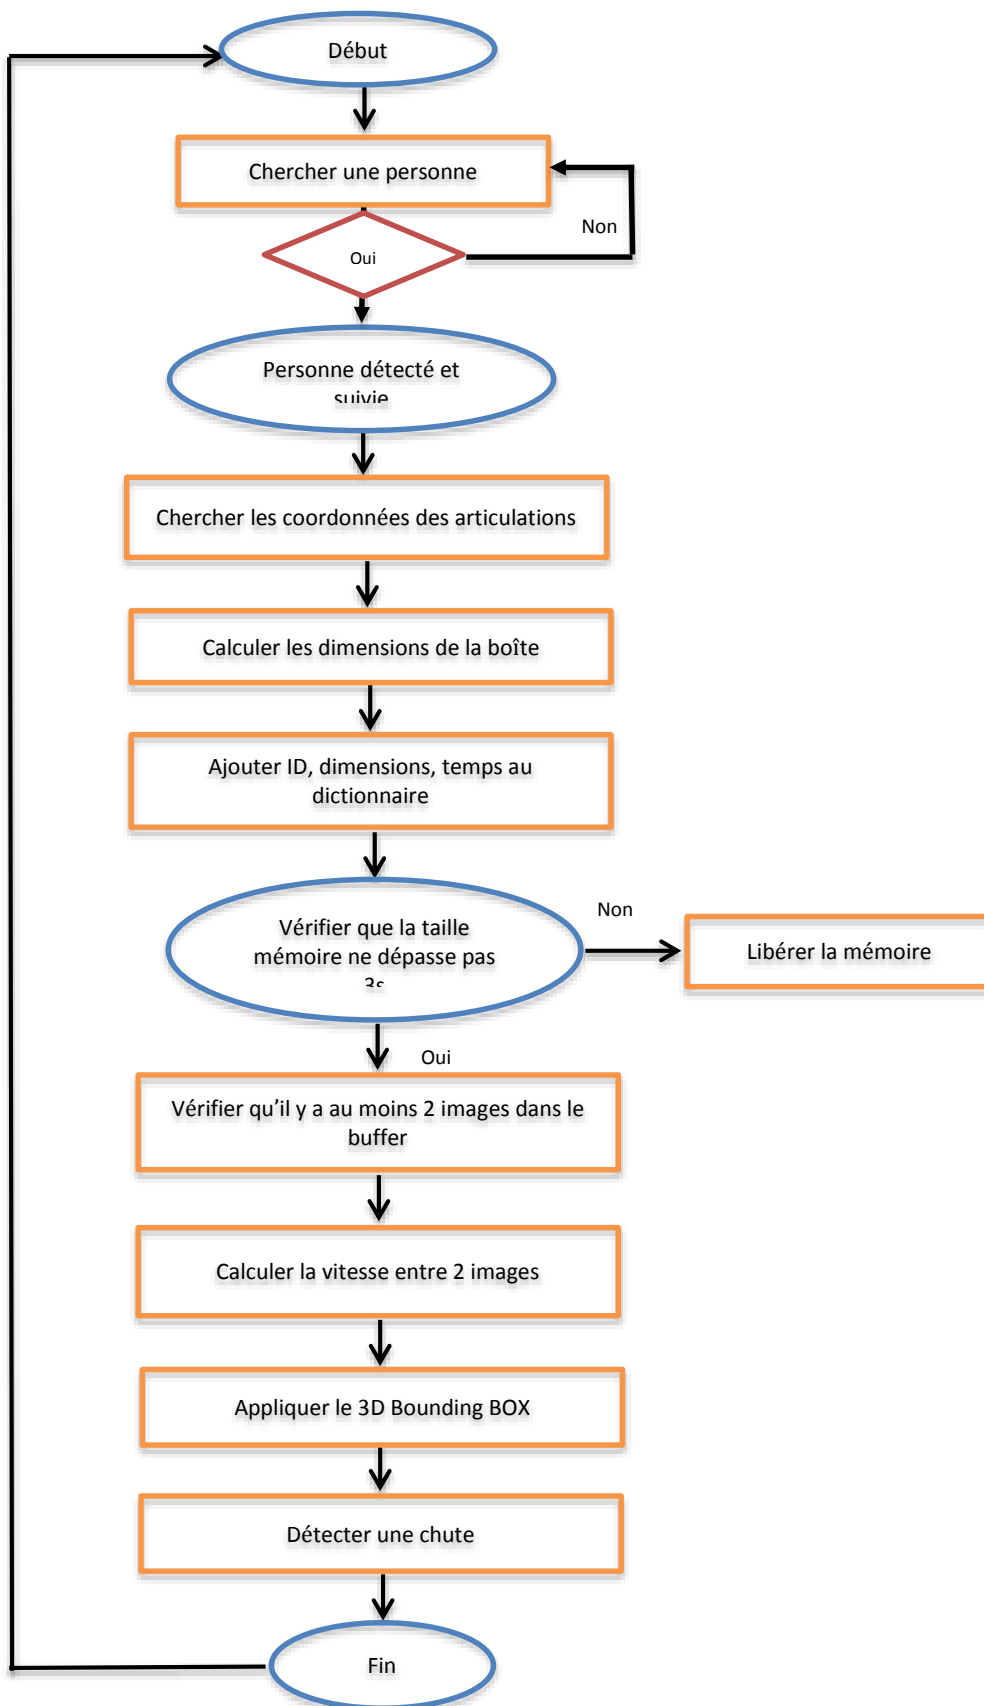 Début
Chercher une personne
Non
Oui
Personne détecté et
suivie
Chercher les coordonnées des articulations
Calculer les dimensions de la boîte
Ajouter ID, dimensions, temps au
dictionnaire
Vérifier que la taille
mémoire ne dépasse pas
3s
Non
Libérer la mémoire
Oui
Vérifier qu’il y a au moins 2 images dans le
buffer
Calculer la vitesse entre 2 images
Appliquer le 3D Bounding BOX
Détecter une chute
Fin